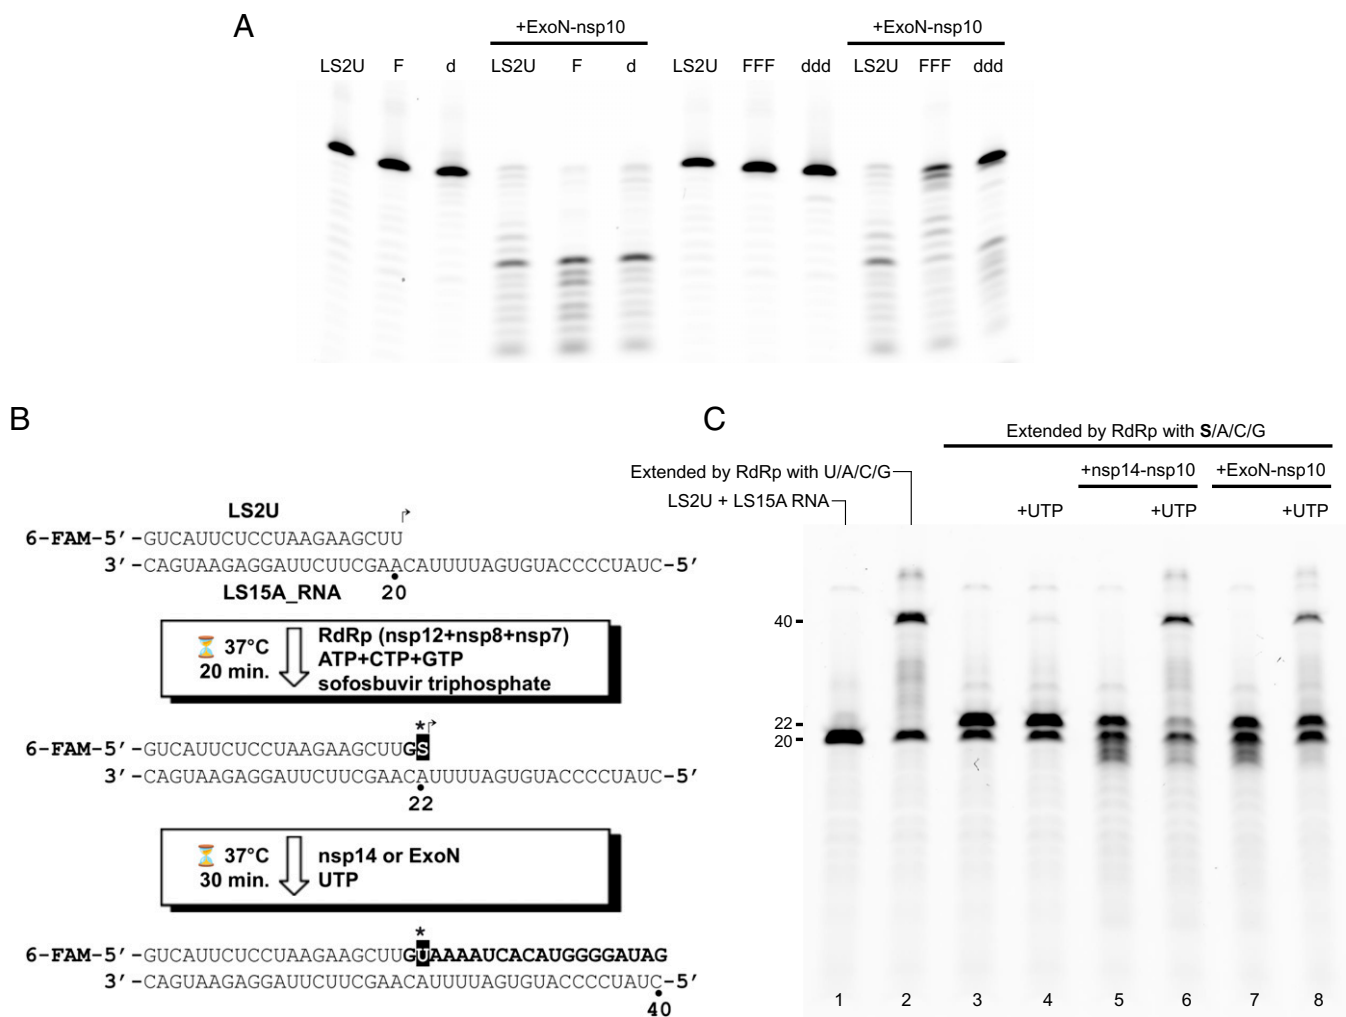 A
+ExoN-nsp10 +ExoN-nsp10
LS2U F d LS2U F d LS2U FFF ddd LS2U FFF ddd
B
LS2U
6-FAM-5′-GUCAUUCUCCUAAGAAGCUU
3′-CAGUAAGAGGAUUCUUCGAACAUUUUAGUGUACCCCUAUC-5′
LS15A_RNA 20
37°C
20 min.
RdRp (nsp12+nsp8+nsp7)
ATP+CTP+GTP
sofosbuvir triphosphate
*
6-FAM-5′-GUCAUUCUCCUAAGAAGCUUGS
3′-CAGUAAGAGGAUUCUUCGAACAUUUUAGUGUACCCCUAUC-5′
22
37°C
30 min.
nsp14 or ExoN
UTP
*
6-FAM-5′-GUCAUUCUCCUAAGAAGCUUGUAAAAUCACAUGGGGAUAG
3′-CAGUAAGAGGAUUCUUCGAACAUUUUAGUGUACCCCUAUC-5′
40
C
Extended by RdRp with S/A/C/G
Extended by RdRp with U/A/C/G
+nsp14-nsp10 +ExoN-nsp10
LS2U + LS15A RNA
+UTP +UTP +UTP
40
22
20
1 2 3 4 5 6 7 8